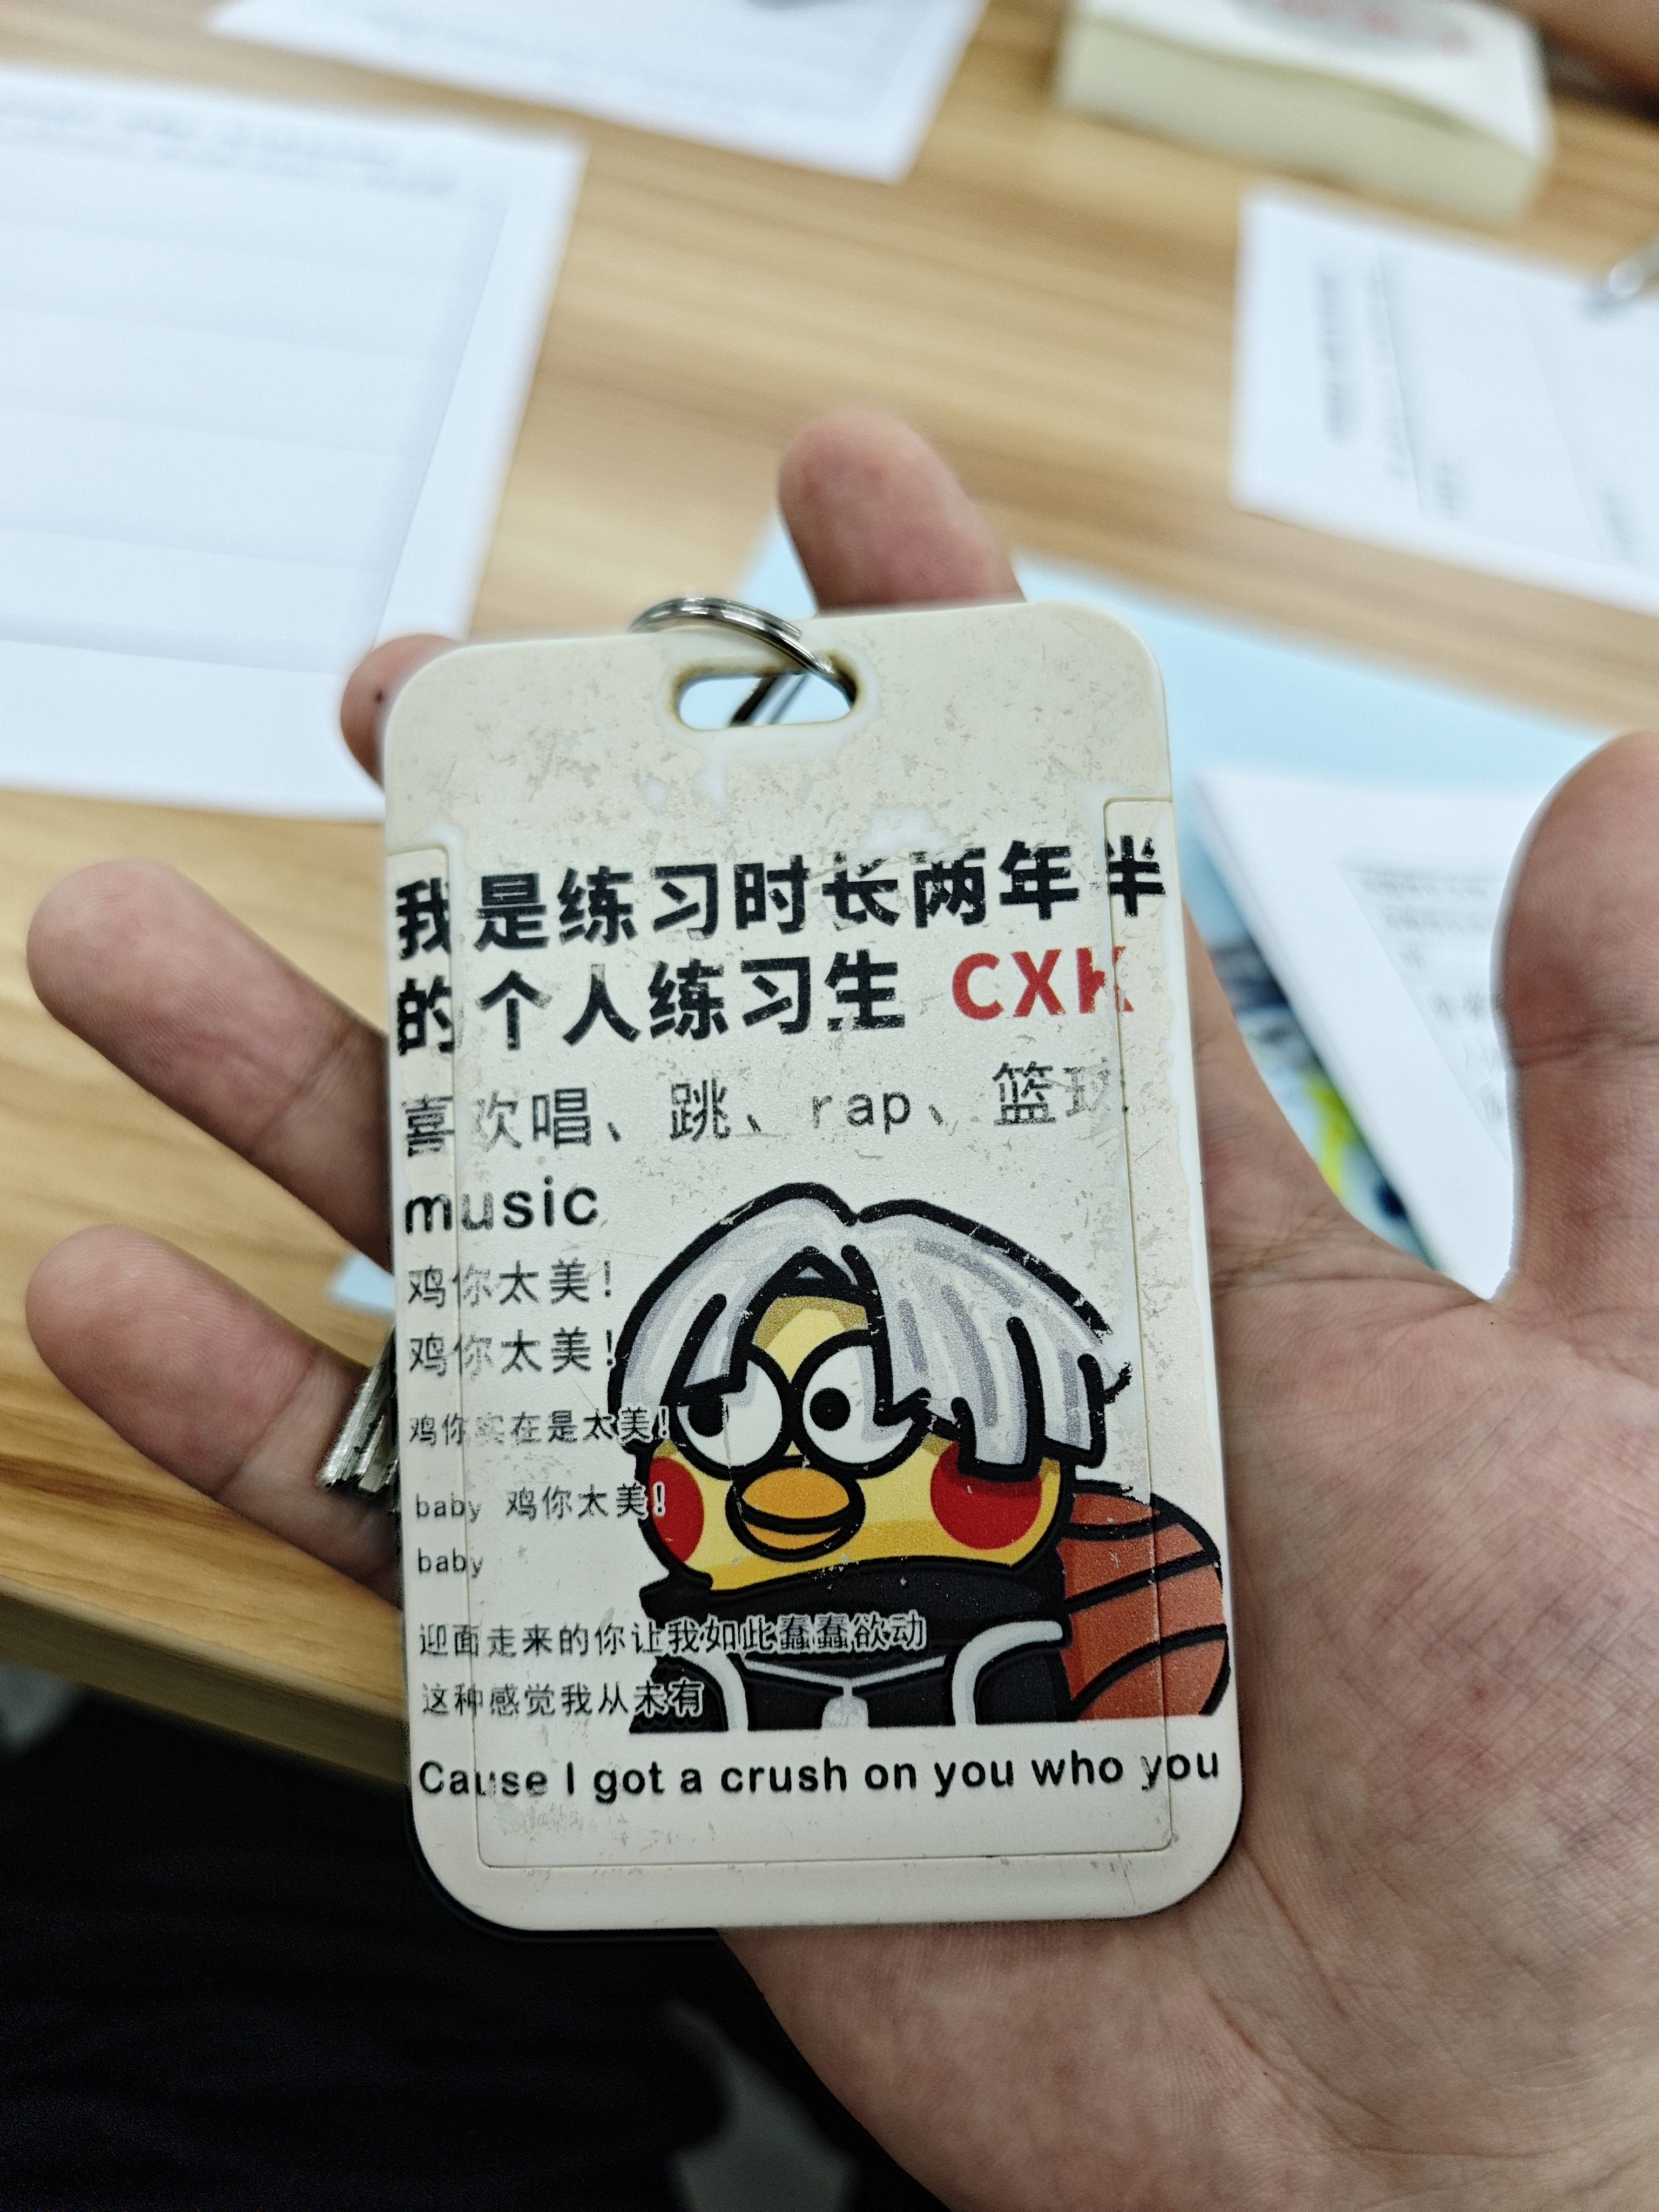 我是练习时长两年半
的个人练习生 CXK
喜欢唱、跳、rap、篮球
music
鸡你太美!
鸡你太美!
鸡你实在是太美!
baby 鸡你太美!
baby
迎面走来的你让我如此蠢蠢欲动
这种感觉我从未有
Cause I got a crush on you who you